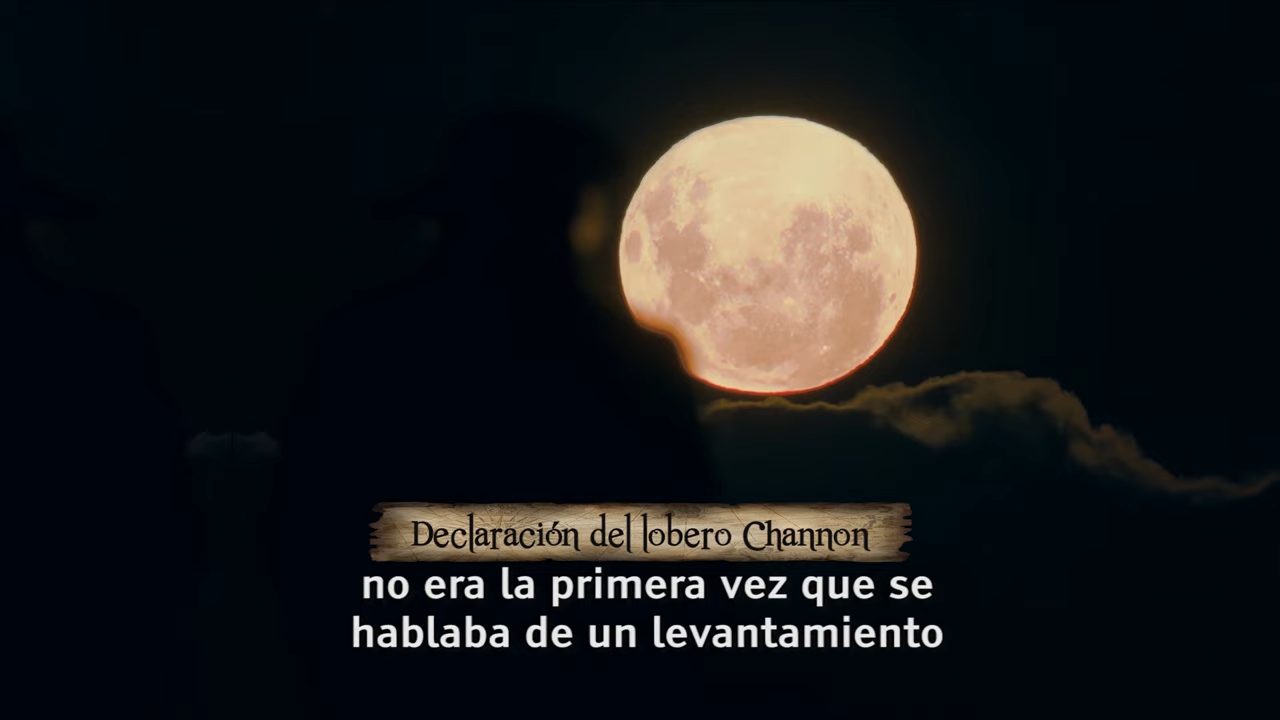 Declaración del lobero Channon
no era la primera vez que se
hablaba de un levantamiento